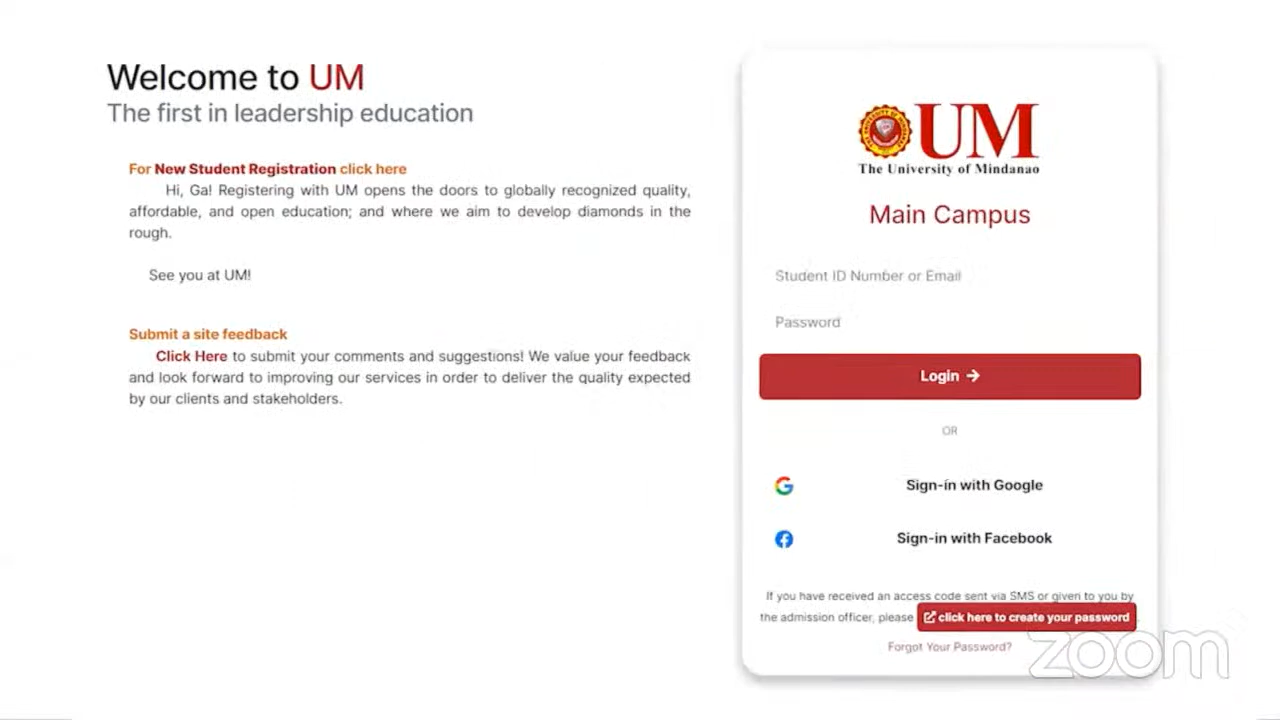 Welcome to UM
The first in leadership education
For New Student Registration click here
Hi, Ga! Registering with UM opens the doors to globally recognized quality,
affordable, and open education; and where we aim to develop diamonds in the
rough.
See you at UM!
Submit a site feedback
Click Here to submit your comments and suggestions! We value your feedback
and look forward to improving our services in order to deliver the quality expected
by our clients and stakeholders.
UM
The University of Mindanao
Main Campus
Student ID Number or Email
Password
Login
OR
Sign-in with Google
Sign-in with Facebook
If you have received an access code sent via SMS or given to you by
the admission officer, please click here to create your password.
Forgot Your Password?
zoom